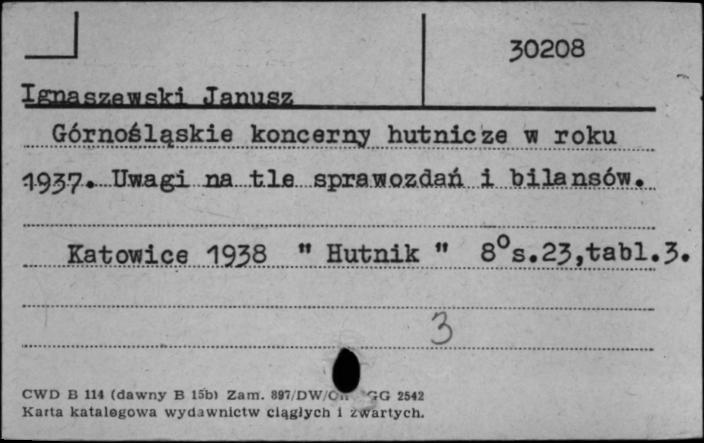 30208
Ignaszewski Janusz
Górnośląskie koncerny hutnicze w roku
1937. Uwagi na tle sprawozdań i bilansów.
Katowice 1938 " Hutnik " 8°s.23,tabl.3.
3
CWD B 114 (dawny B 15b) Zam. 897/DW/ GG 2542
Karta katalogowa wydawnictw ciągłych i zwartych.